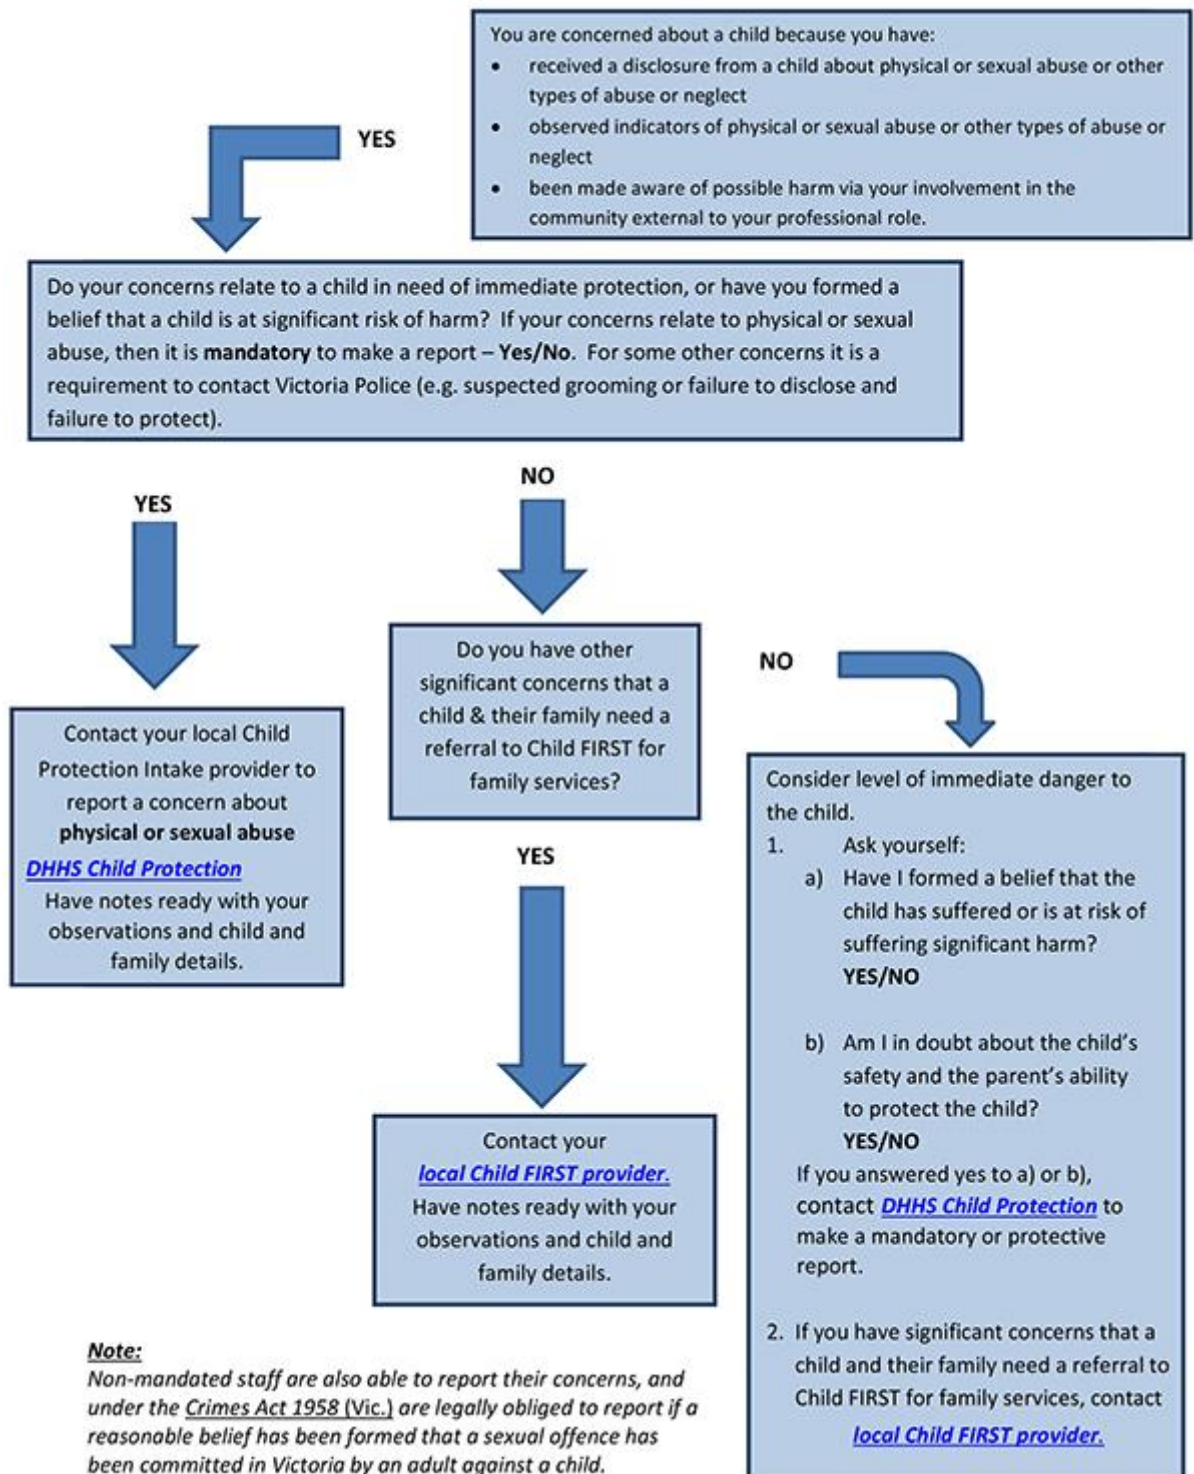 You are concerned about a child because you have:
• received a disclosure from a child about physical or sexual abuse or other
types of abuse or neglect
• observed indicators of physical or sexual abuse or other types of abuse or
neglect
• been made aware of possible harm via your involvement in the
community external to your professional role.
YES
Do your concerns relate to a child in need of immediate protection, or have you formed a
belief that a child is at significant risk of harm? If your concerns relate to physical or sexual
abuse, then it is mandatory to make a report – Yes/No. For some other concerns it is a
requirement to contact Victoria Police (e.g. suspected grooming or failure to disclose and
failure to protect).
YES
NO
Contact your local Child
Protection Intake provider to
report a concern about
physical or sexual abuse
DHHS Child Protection
Have notes ready with your
observations and child and
family details.
Do you have other
significant concerns that a
child & their family need a
referral to Child FIRST for
family services?
NO
YES
Contact your
local Child FIRST provider.
Have notes ready with your
observations and child and
family details.
Consider level of immediate danger to
the child.
1. Ask yourself:
a) Have I formed a belief that the
child has suffered or is at risk of
suffering significant harm?
YES/NO
b) Am I in doubt about the child's
safety and the parent's ability
to protect the child?
YES/NO
If you answered yes to a) or b),
contact DHHS Child Protection to
make a mandatory or protective
report.
2. If you have significant concerns that a
child and their family need a referral to
Child FIRST for family services, contact
local Child FIRST provider.
Note:
Non-mandated staff are also able to report their concerns, and
under the Crimes Act 1958 (Vic.) are legally obliged to report if a
reasonable belief has been formed that a sexual offence has
been committed in Victoria by an adult against a child.